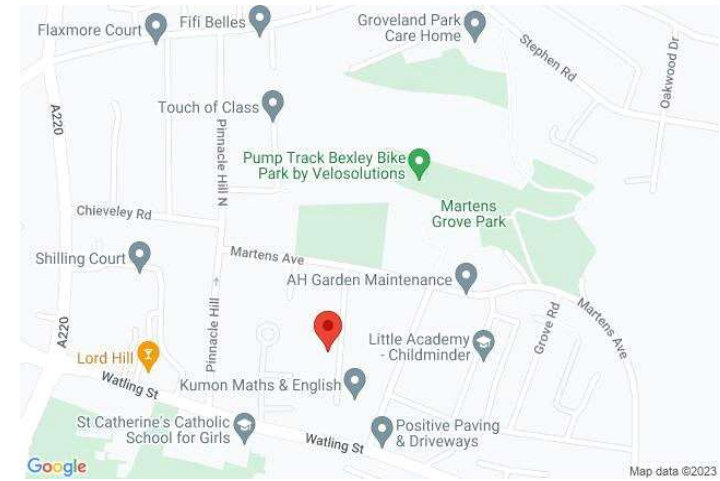 Flaxmore Court
Fifi Belles
Groveland Park
Care Home
Stephen Rd
Oakwood Dr
A220
Touch of Class
Pinnacle Hill N
Pump Track Bexley Bike
Park by Velosolutions
Martens
Grove Park
Chieveley Rd
Shilling Court
Martens Ave
AH Garden Maintenance
Pinnacle Hill
Grove Rd
Martens Ave
A220
Lord Hill
Little Academy
- Childminder
Watling St
Kumon Maths & English
St Catherine's Catholic
School for Girls
Watling St
Positive Paving
& Driveways
Google
Map data ©2023